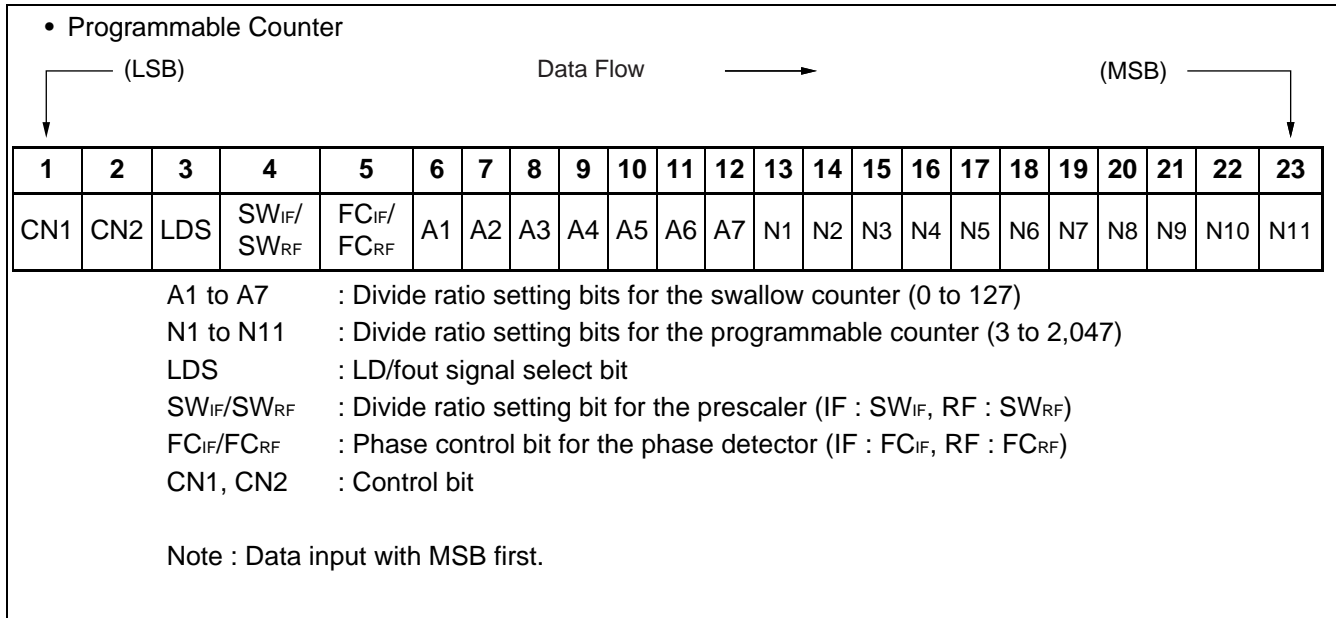 • Programmable Counter
(LSB) Data Flow (MSB)
1 2 3 4 5 6 7 8 9 10 11 12 13 14 15 16 17 18 19 20 21 22 23
CN1 CN2 LDS SWIF/ SWRF FCIF/ FCRF A1 A2 A3 A4 A5 A6 A7 N1 N2 N3 N4 N5 N6 N7 N8 N9 N10 N11
A1 to A7 : Divide ratio setting bits for the swallow counter (0 to 127)
N1 to N11 : Divide ratio setting bits for the programmable counter (3 to 2,047)
LDS : LD/fout signal select bit
SWIF/SWRF : Divide ratio setting bit for the prescaler (IF : SWIF, RF : SWRF)
FCIF/FCRF : Phase control bit for the phase detector (IF : FCIF, RF : FCRF)
CN1, CN2 : Control bit
Note : Data input with MSB first.